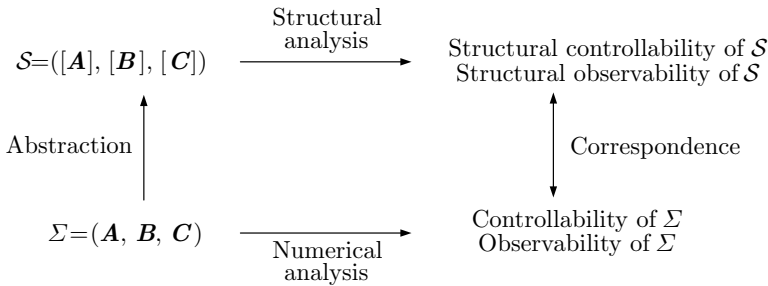 Structural
analysis
𝒮=([𝑨], [𝑩], [𝑪])
Structural controllability of 𝒮
Structural observability of 𝒮
Abstraction
Correspondence
Σ=(𝑨, 𝑩, 𝑪)
Controllability of Σ
Observability of Σ
Numerical
analysis